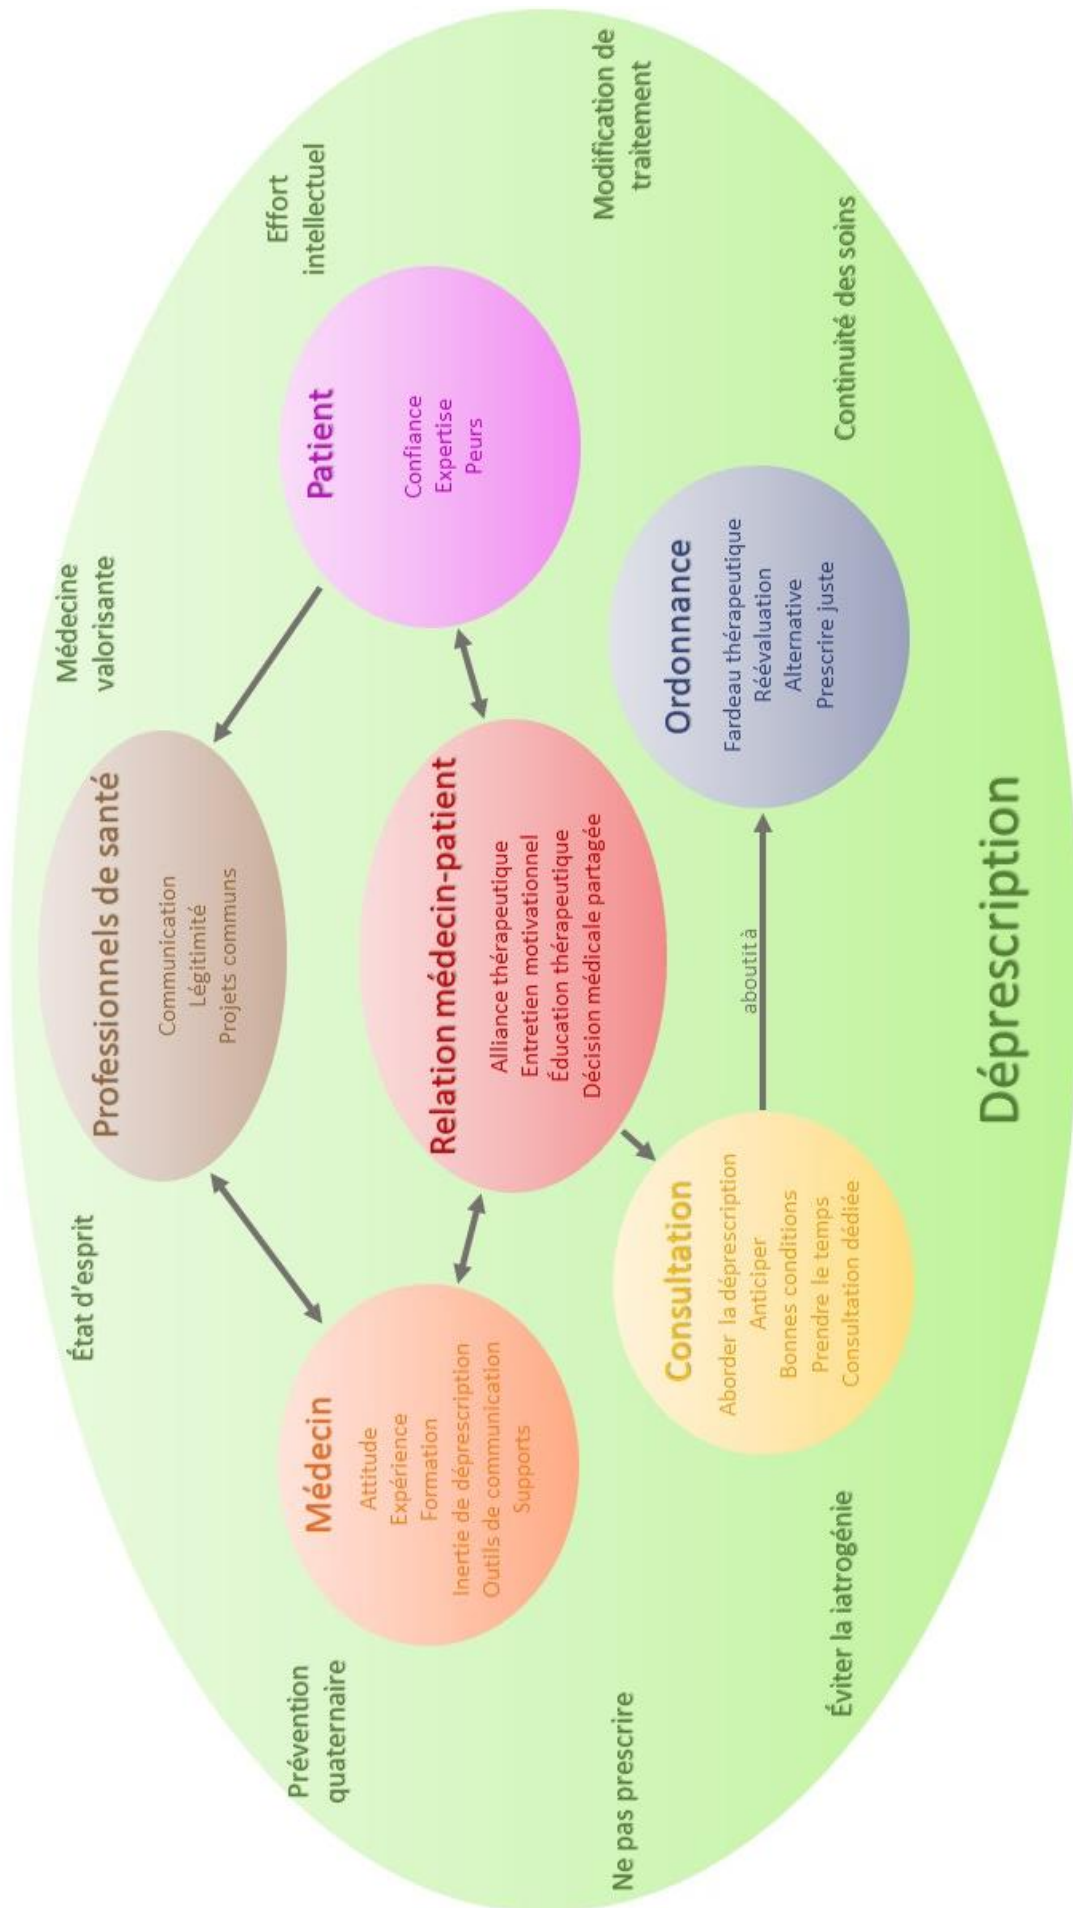 État d’esprit
Médecine
valorisante
Prévention
quaternaire
Effort
intellectuel
Professionnels de santé
Communication
Légitimité
Projets communs
Médecin
Attitude
Expérience
Formation
Inertie de déprescription
Outils de communication
Supports
Patient
Confiance
Expertise
Peurs
Relation médecin-patient
Alliance thérapeutique
Entretien motivationnel
Éducation thérapeutique
Décision médicale partagée
Ne pas prescrire
Modification de
traitement
Consultation
Aborder la déprescription
Anticiper
Bonnes conditions
Prendre le temps
Consultation dédiée
aboutit à
Ordonnance
Fardeau thérapeutique
Réévaluation
Alternative
Prescrire juste
Éviter la iatrogénie
Continuité des soins
Déprescription